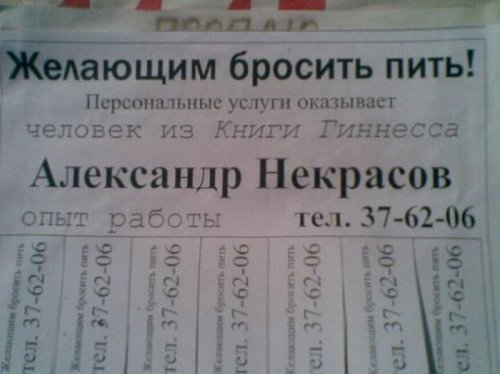 Желающим бросить пить!
Персональные услуги оказывает
человек из Книги Гиннесса
Александр Некрасов
опыт работы тел. 37-62-06
Желающим бросить пить
тел. 37-62-06
Желающим бросить пить
тел. 37-62-06
Желающим бросить пить
тел. 37-62-06
Желающим бросить пить
тел. 37-62-06
Желающим бросить пить
тел. 37-62-06
Желающим бросить пить
тел. 37-62-06
Желающим бросить пить
тел. 37-62-06